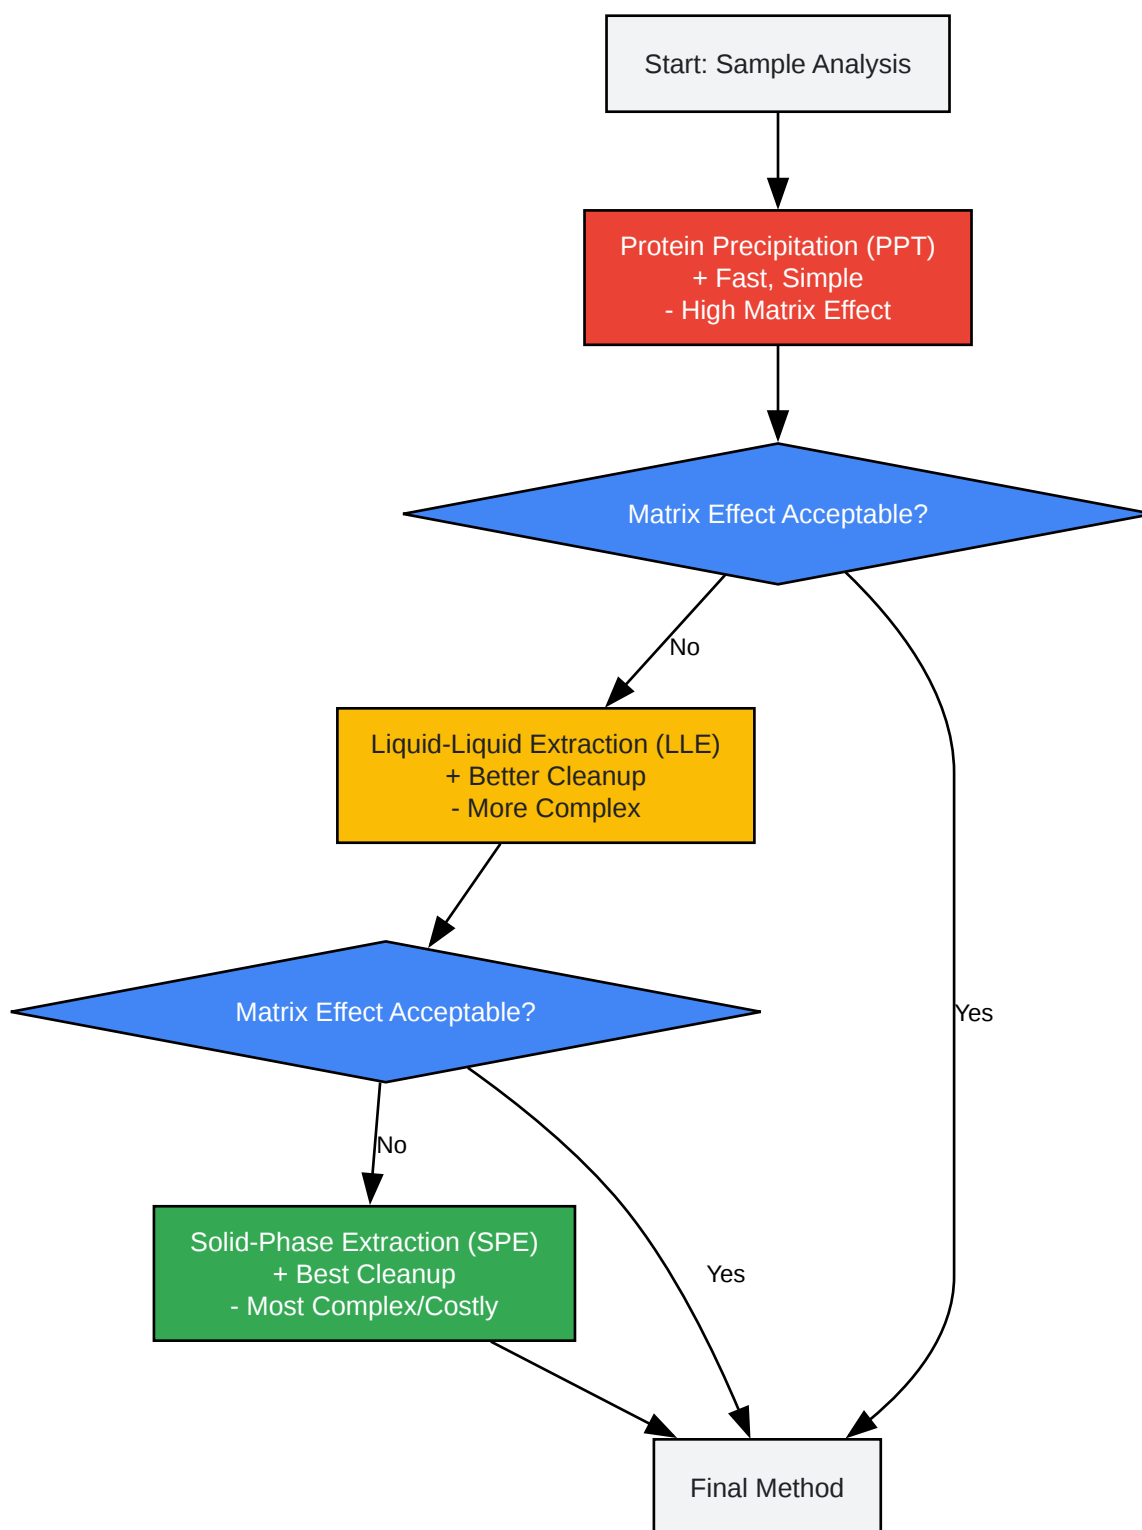 Start: Sample Analysis
Protein Precipitation (PPT)
+ Fast, Simple
- High Matrix Effect
Matrix Effect Acceptable?
No
Liquid-Liquid Extraction (LLE)
+ Better Cleanup
- More Complex
Matrix Effect Acceptable?
Yes
No
Solid-Phase Extraction (SPE)
+ Best Cleanup
- Most Complex/Costly
Yes
Final Method